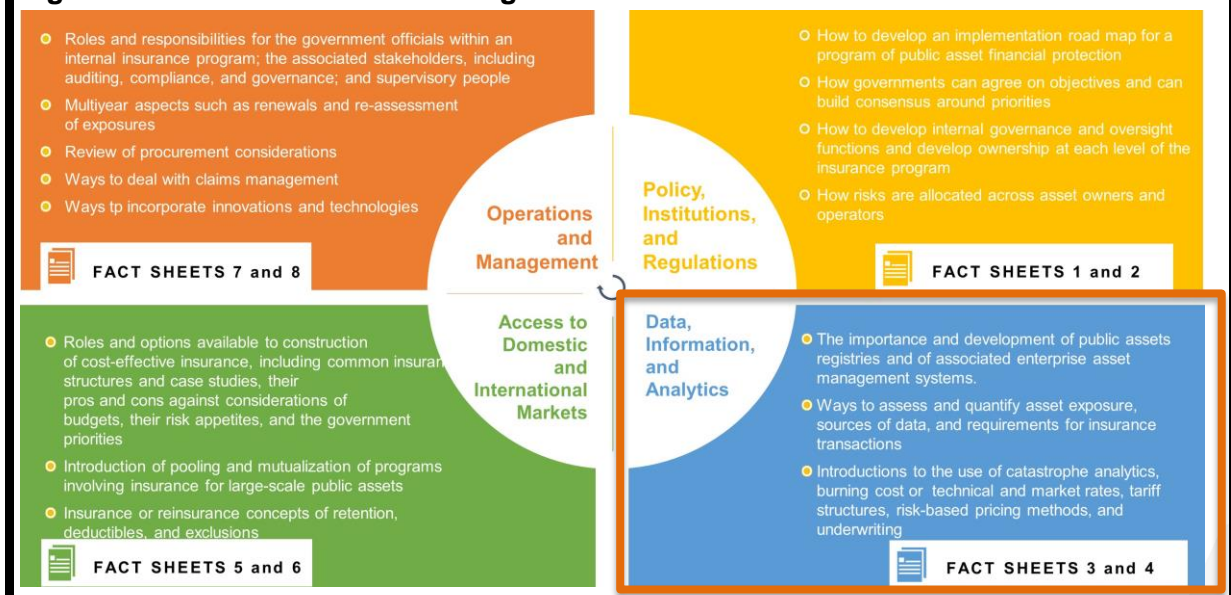 Roles and responsibilities for the government officials within an
internal insurance program; the associated stakeholders, including
auditing, compliance, and governance; and supervisory people
Multiyear aspects such as renewals and re-assessment
of exposures
Review of procurement considerations
Ways to deal with claims management
Ways tp incorporate innovations and technologies
Operations
and
Management
FACT SHEETS 7 and 8
How to develop an implementation road map for a
program of public asset financial protection
How governments can agree on objectives and can
build consensus around priorities
How to develop internal governance and oversight
functions and develop ownership at each level of the
insurance program
How risks are allocated across asset owners and
operators
Policy,
Institutions,
and
Regulations
FACT SHEETS 1 and 2
Roles and options available to construction
of cost-effective insurance, including common insuran
structures and case studies, their
pros and cons against considerations of
budgets, their risk appetites, and the government
priorities
Introduction of pooling and mutualization of programs
involving insurance for large-scale public assets
Insurance or reinsurance concepts of retention,
deductibles, and exclusions
Access to
Domestic
and
International
Markets
FACT SHEETS 5 and 6
Data,
Information,
and
Analytics
The importance and development of public assets
registries and of associated enterprise asset
management systems.
Ways to assess and quantify asset exposure,
sources of data, and requirements for insurance
transactions
Introductions to the use of catastrophe analytics,
burning cost or technical and market rates, tariff
structures, risk-based pricing methods, and
underwriting
FACT SHEETS 3 and 4